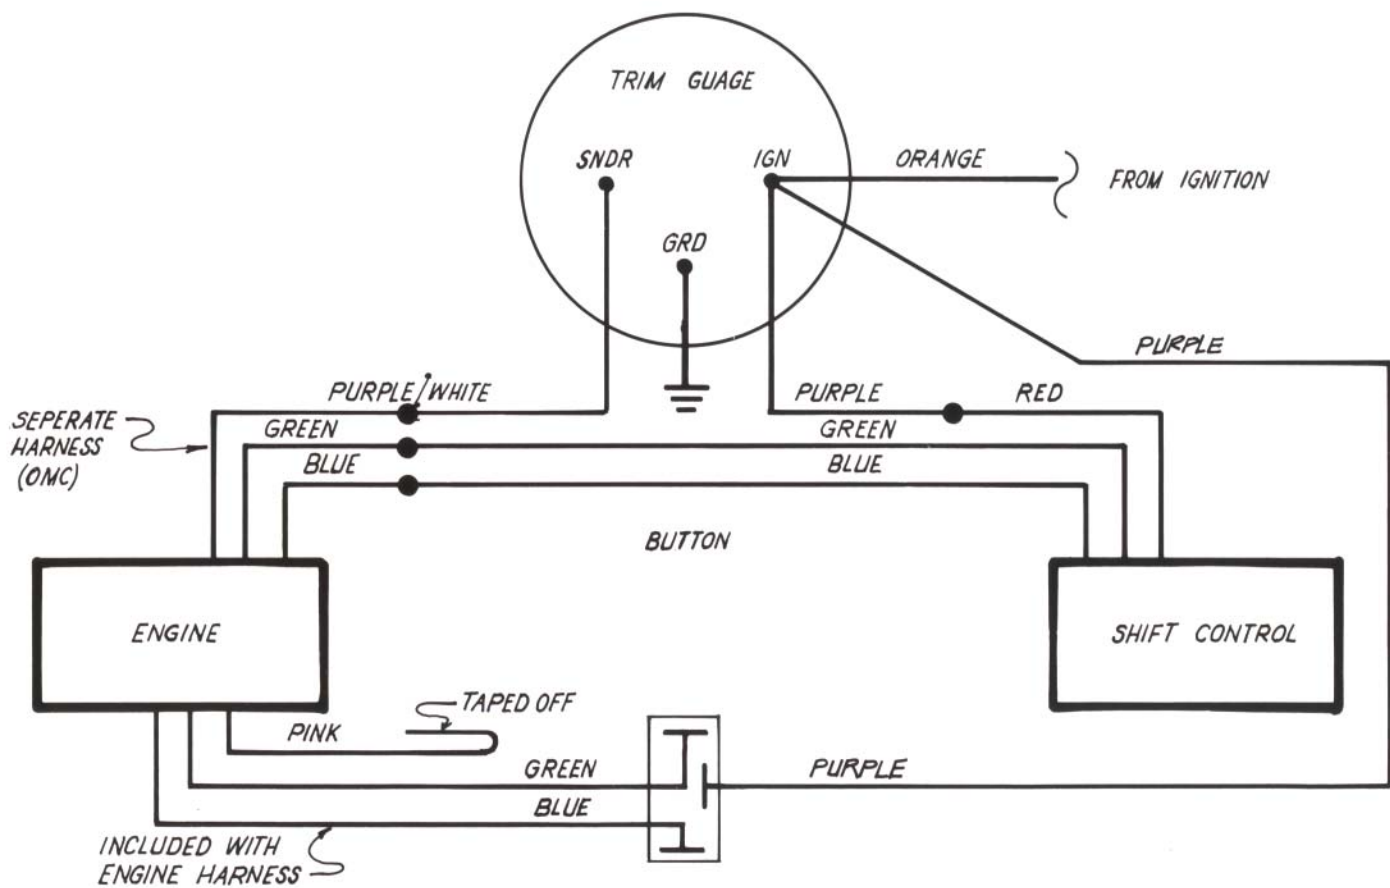 TRIM GUAGE
SNDR
IGN
ORANGE
FROM IGNITION
GRD
PURPLE
PURPLE/WHITE
PURPLE
RED
SEPERATE
HARNESS
(OMC)
GREEN
GREEN
BLUE
BLUE
BUTTON
ENGINE
SHIFT CONTROL
TAPED OFF
PINK
GREEN
PURPLE
BLUE
INCLUDED WITH
ENGINE HARNESS